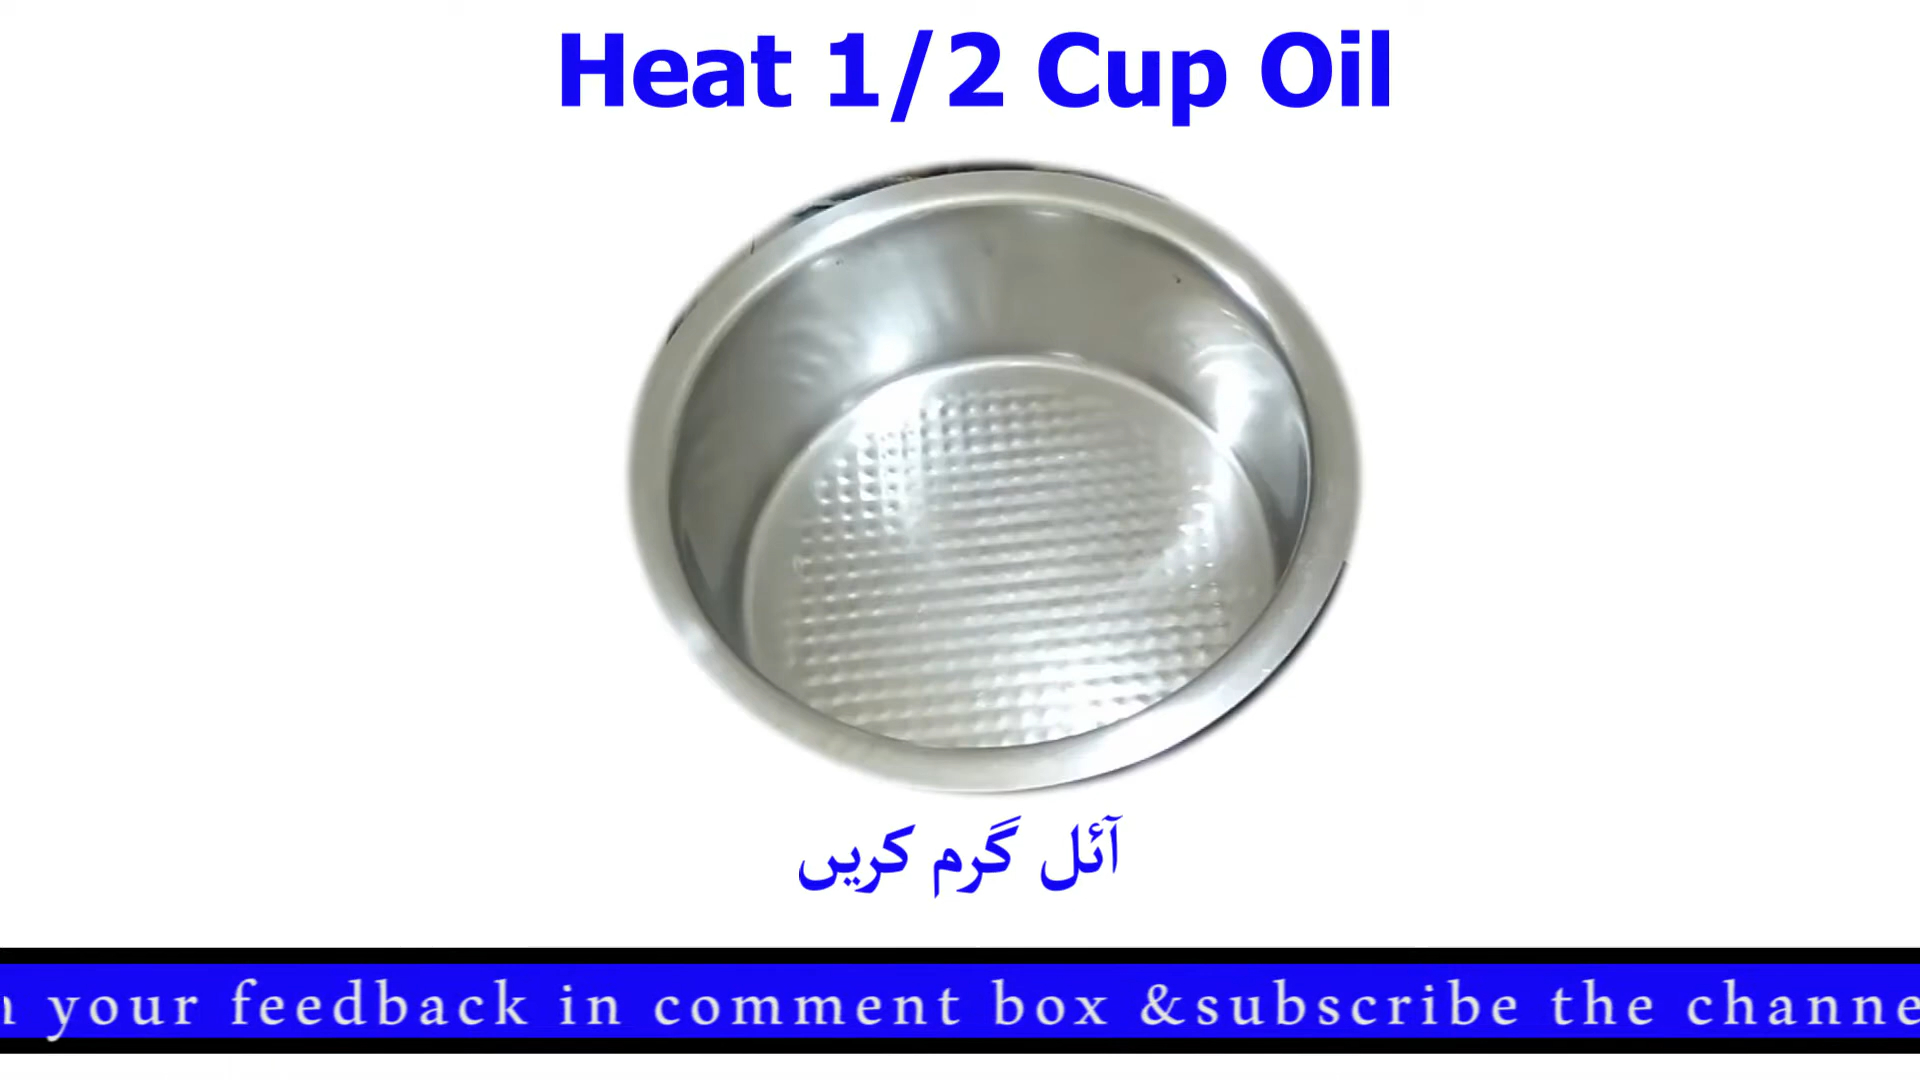 Heat 1/2 Cup Oil
آئل گرم کریں
your feedback in comment box &subscribe the channe